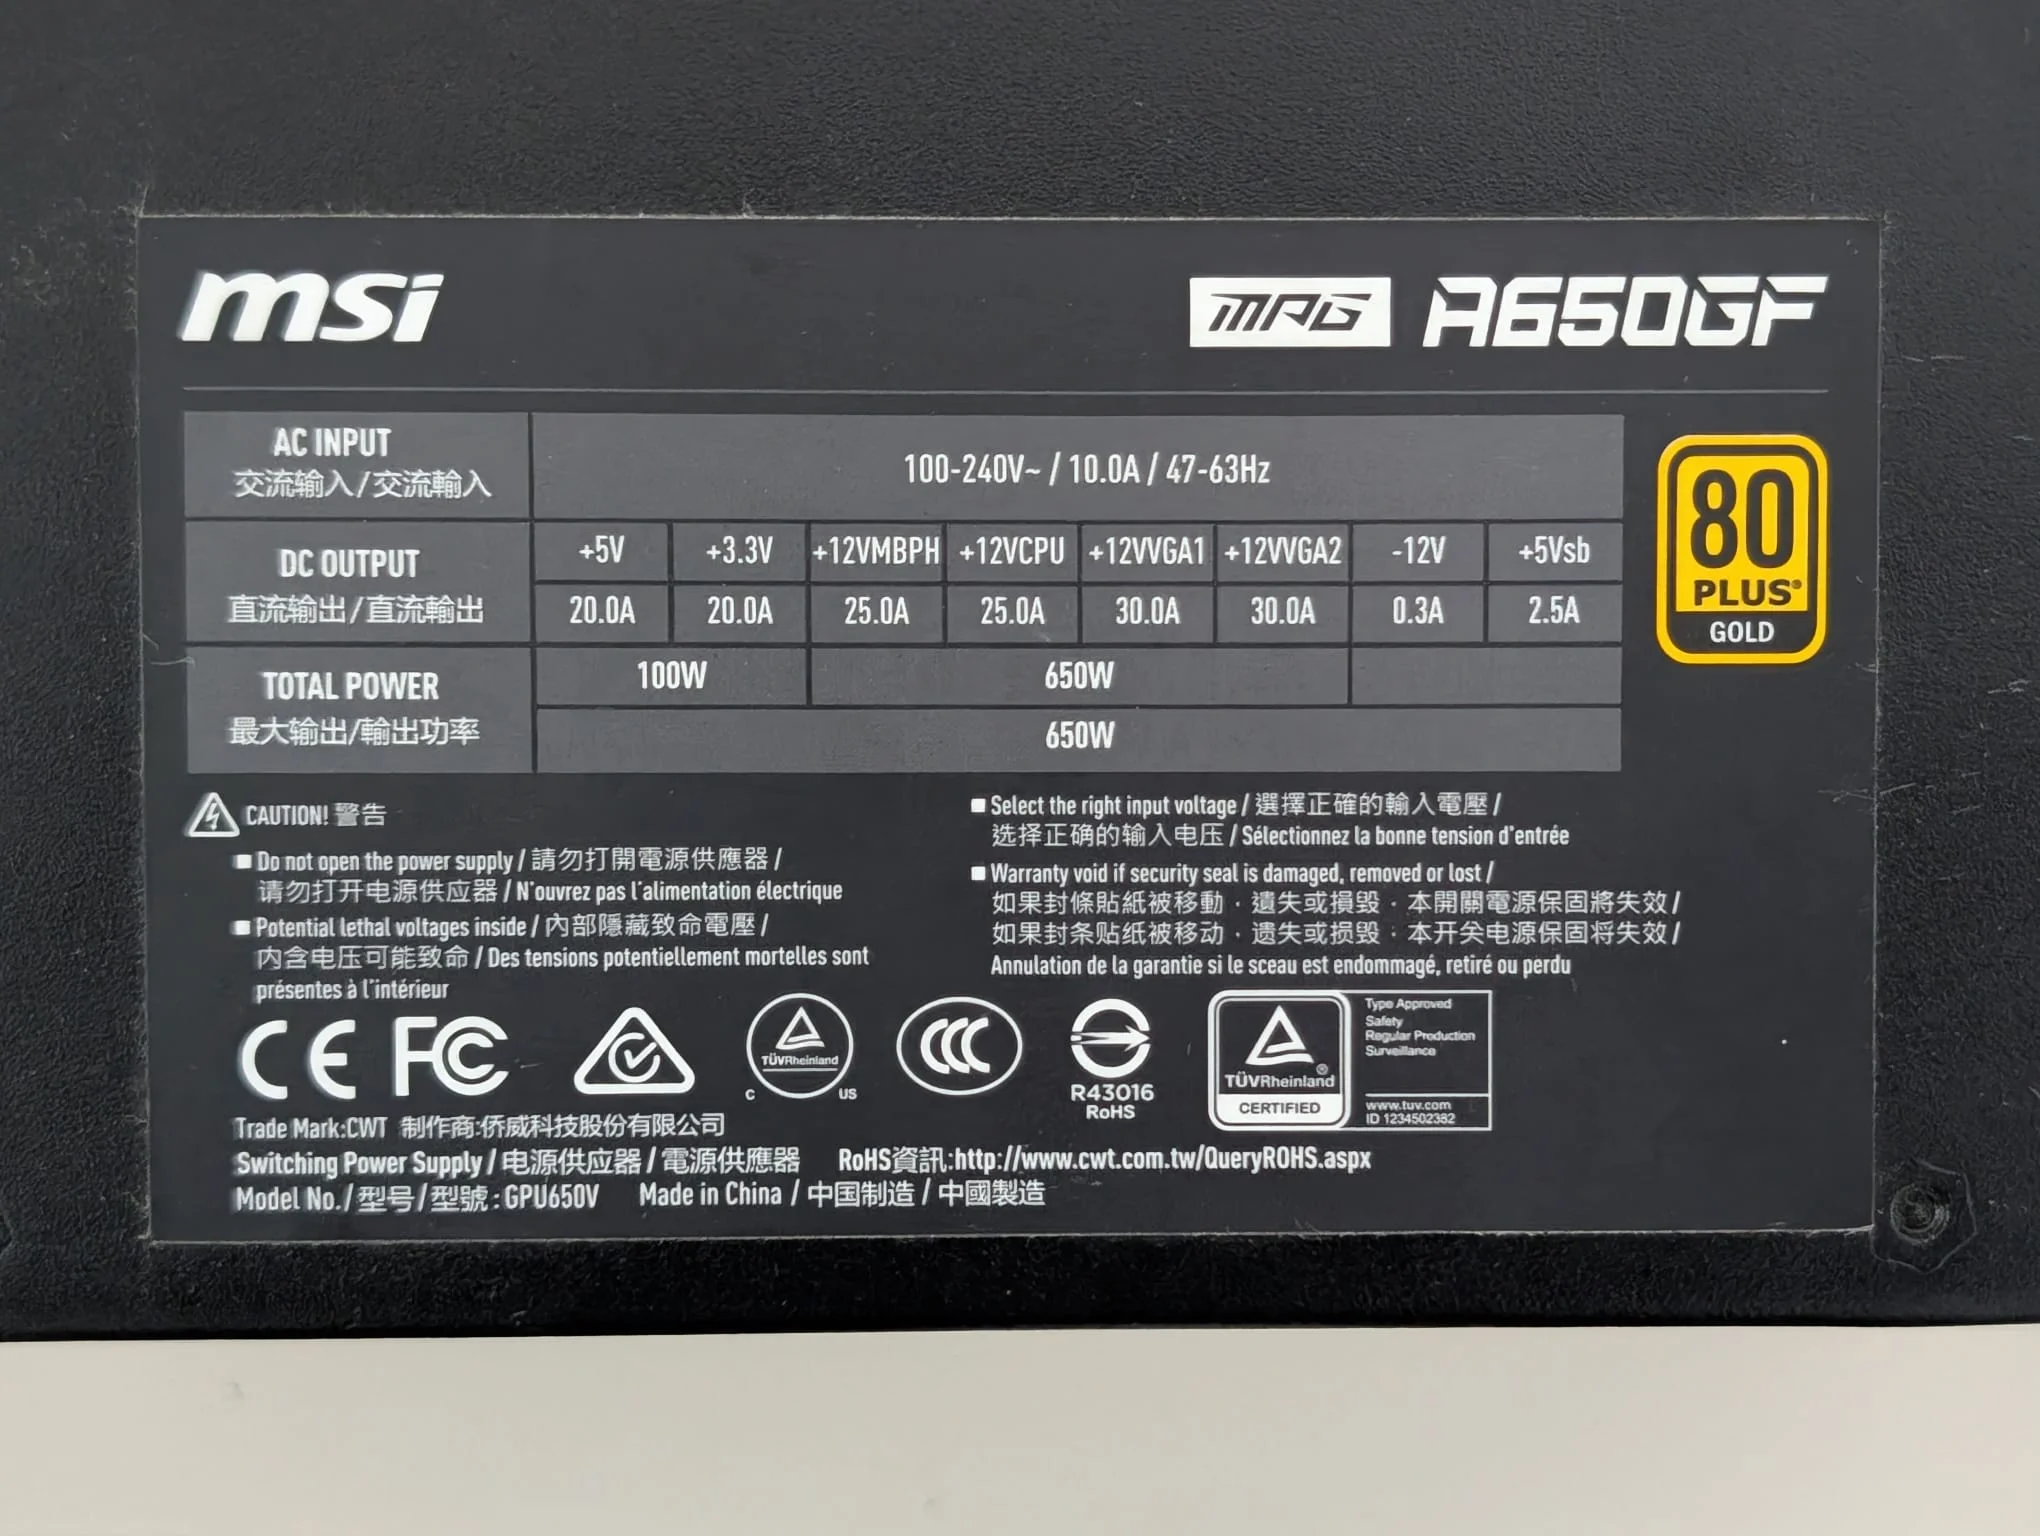 msi MPG A650GF
AC INPUT 100-240V~ / 10.0A / 47-63Hz
交流输入/交流輸入
DC OUTPUT +5V +3.3V +12VMBPH +12VCPU +12VVGA1 +12VVGA2 -12V +5Vsb
直流输出/直流輸出 20.0A 20.0A 25.0A 25.0A 30.0A 30.0A 0.3A 2.5A
TOTAL POWER 100W 650W
最大输出/輸出功率 650W
80
PLUS®
GOLD
CAUTION! 警告
■ Do not open the power supply / 請勿打開電源供應器 /
请勿打开电源供应器 / N'ouvrez pas l'alimentation électrique
■ Potential lethal voltages inside / 內部隱藏致命電壓 /
内含电压可能致命 / Des tensions potentiellement mortelles sont
présentes à l'intérieur
■ Select the right input voltage / 選擇正確的輸入電壓 /
选择正确的输入电压 / Sélectionnez la bonne tension d'entrée
■ Warranty void if security seal is damaged, removed or lost /
如果封條貼紙被移動﹐遺失或損毀﹐本開關電源保固將失效 /
如果封条贴纸被移动﹐遗失或损毁﹐本开关电源保固将失效 /
Annulation de la garantie si le sceau est endommagé, retiré ou perdu
CE FC
TÜVRheinland
C US
CCC
R43016
RoHS
TÜVRheinland®
CERTIFIED
Type Approved
Safety
Regular Production
Surveillance
www.tuv.com
ID 1234502382
Trade Mark:CWT 制作商:侨威科技股份有限公司
Switching Power Supply / 电源供应器 / 電源供應器 RoHS資訊:http://www.cwt.com.tw/QueryROHS.aspx
Model No./型号/型號:GPU650V Made in China / 中国制造 / 中國製造